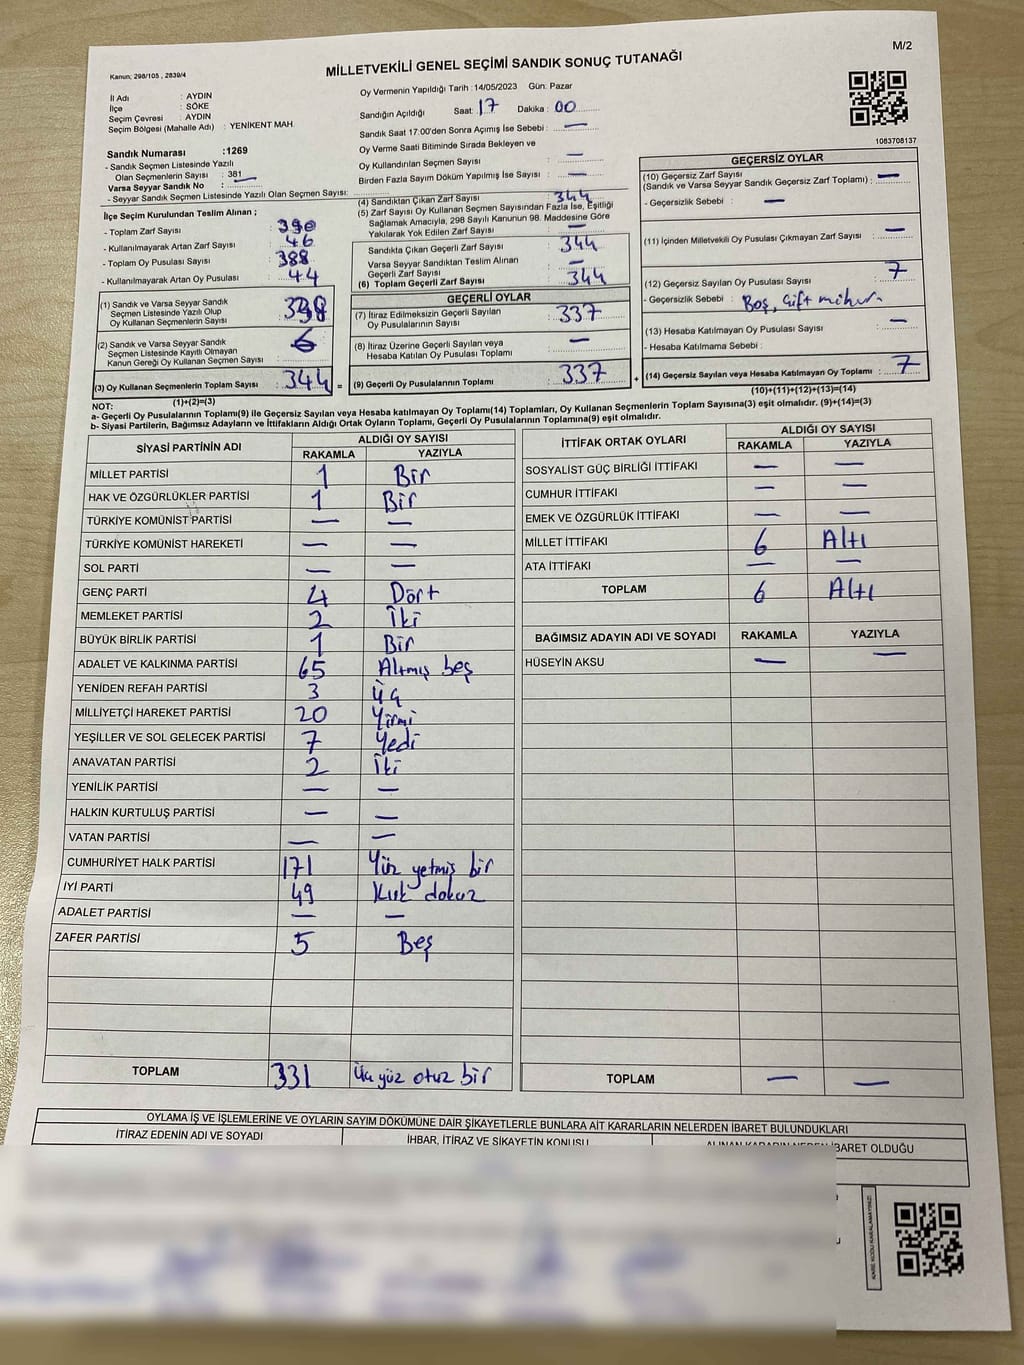 M/2
Kanun; 298/105 , 2839/4
MİLLETVEKİLİ GENEL SEÇİMİ SANDIK SONUÇ TUTANAĞI
İl Adı : AYDIN
İlçe : SÖKE
Seçim Çevresi : AYDIN
Seçim Bölgesi (Mahalle Adı) : YENİKENT MAH.
Sandık Numarası :1269
- Sandık Seçmen Listesinde Yazılı
Olan Seçmenlerin Sayısı : 381
Varsa Seyyar Sandık No : —
- Seyyar Sandık Seçmen Listesinde Yazılı Olan Seçmen Sayısı:
Oy Vermenin Yapıldığı Tarih :14/05/2023 Gün: Pazar
Sandığın Açıldığı Saat: 17 Dakika : 00
Sandık Saat 17:00'den Sonra Açımış İse Sebebi : —
Oy Verme Saati Bitiminde Sırada Bekleyen ve
Oy Kullandırılan Seçmen Sayısı —
Birden Fazla Sayım Döküm Yapılmış İse Sayısı : —
1083708137
İlçe Seçim Kurulundan Teslim Alınan ;
- Toplam Zarf Sayısı : 390
- Kullanılmayarak Artan Zarf Sayısı : 46
- Toplam Oy Pusulası Sayısı : 388
- Kullanılmayarak Artan Oy Pusulası : 44
(1) Sandık ve Varsa Seyyar Sandık
Seçmen Listesinde Yazılı Olup
Oy Kullanan Seçmenlerin Sayısı :
(2) Sandık ve Varsa Seyyar Sandık
Seçmen Listesinde Kayıtlı Olmayan
Kanun Gereği Oy Kullanan Seçmen Sayısı : 6
(3) Oy Kullanan Seçmenlerin Toplam Sayısı : 344 =
(1)+(2)=(3)
(4) Sandıktan Çıkan Zarf Sayısı : 344
(5) Zarf Sayısı Oy Kullanan Seçmen Sayısından Fazla İse, Eşitliği
Sağlamak Amacıyla, 298 Sayılı Kanunun 98. Maddesine Göre
Yakılarak Yok Edilen Zarf Sayısı : —
Sandıkta Çıkan Geçerli Zarf Sayısı : 344
Varsa Seyyar Sandıktan Teslim Alınan
Geçerli Zarf Sayısı : —
(6) Toplam Geçerli Zarf Sayısı : 344
GEÇERLİ OYLAR
(7) İtiraz Edilmeksizin Geçerli Sayılan
Oy Pusulalarının Sayısı : 337
(8) İtiraz Üzerine Geçerli Sayılan veya
Hesaba Katılan Oy Pusulası Toplamı : —
(9) Geçerli Oy Pusulalarının Toplamı : 337 +
GEÇERSİZ OYLAR
(10) Geçersiz Zarf Sayısı
(Sandık ve Varsa Seyyar Sandık Geçersiz Zarf Toplamı) : —
- Geçersizlik Sebebi : —
(11) İçinden Milletvekili Oy Pusulası Çıkmayan Zarf Sayısı : —
(12) Geçersiz Sayılan Oy Pusulası Sayısı : 7
- Geçersizlik Sebebi : Boş, çift mühür.
(13) Hesaba Katılmayan Oy Pusulası Sayısı : —
- Hesaba Katılmama Sebebi :
(14) Geçersiz Sayılan veya Hesaba Katılmayan Oy Toplamı : 7
(10)+(11)+(12)+(13)=(14)
NOT:
a- Geçerli Oy Pusulalarının Toplamı(9) ile Geçersiz Sayılan veya Hesaba katılmayan Oy Toplamı(14) Toplamları, Oy Kullanan Seçmenlerin Toplam Sayısına(3) eşit olmalıdır. (9)+(14)=(3)
b- Siyasi Partilerin, Bağımsız Adayların ve İttifakların Aldığı Ortak Oyların Toplamı, Geçerli Oy Pusulalarının Toplamına(9) eşit olmalıdır.
SİYASİ PARTİNİN ADI ALDIĞI OY SAYISI
RAKAMLA YAZIYLA
MİLLET PARTİSİ 1 Bir
HAK VE ÖZGÜRLÜKLER PARTİSİ 1 Bir
TÜRKİYE KOMÜNİST PARTİSİ — —
TÜRKİYE KOMÜNİST HAREKETİ — —
SOL PARTİ — —
GENÇ PARTİ 4 Dört
MEMLEKET PARTİSİ 2 İki
BÜYÜK BİRLİK PARTİSİ 1 Bir
ADALET VE KALKINMA PARTİSİ 65 Altmış beş
YENİDEN REFAH PARTİSİ 3 Üç
MİLLİYETÇİ HAREKET PARTİSİ 20 Yirmi
YEŞİLLER VE SOL GELECEK PARTİSİ 7 Yedi
ANAVATAN PARTİSİ 2 İki
YENİLİK PARTİSİ — —
HALKIN KURTULUŞ PARTİSİ — —
VATAN PARTİSİ — —
CUMHURİYET HALK PARTİSİ 171 Yüz yetmiş bir
İYİ PARTİ 49 Kırk dokuz
ADALET PARTİSİ — —
ZAFER PARTİSİ 5 Beş
TOPLAM 331 Üç yüz otuz bir
İTTİFAK ORTAK OYLARI ALDIĞI OY SAYISI
RAKAMLA YAZIYLA
SOSYALİST GÜÇ BİRLİĞİ İTTİFAKI — —
CUMHUR İTTİFAKI — —
EMEK VE ÖZGÜRLÜK İTTİFAKI — —
MİLLET İTTİFAKI 6 Altı
ATA İTTİFAKI — —
TOPLAM 6 Altı
BAĞIMSIZ ADAYIN ADI VE SOYADI RAKAMLA YAZIYLA
HÜSEYİN AKSU — —
TOPLAM — —
OYLAMA İŞ VE İŞLEMLERİNE VE OYLARIN SAYIM DÖKÜMÜNE DAİR ŞİKAYETLERLE BUNLARA AİT KARARLARIN NELERDEN İBARET BULUNDUKLARI
İTİRAZ EDENİN ADI VE SOYADI İHBAR, İTİRAZ VE ŞİKAYETİN KONUSU ALINAN KARARIN NEDEN İBARET OLDUĞU
KARE KODU KARALAMAYINIZ!